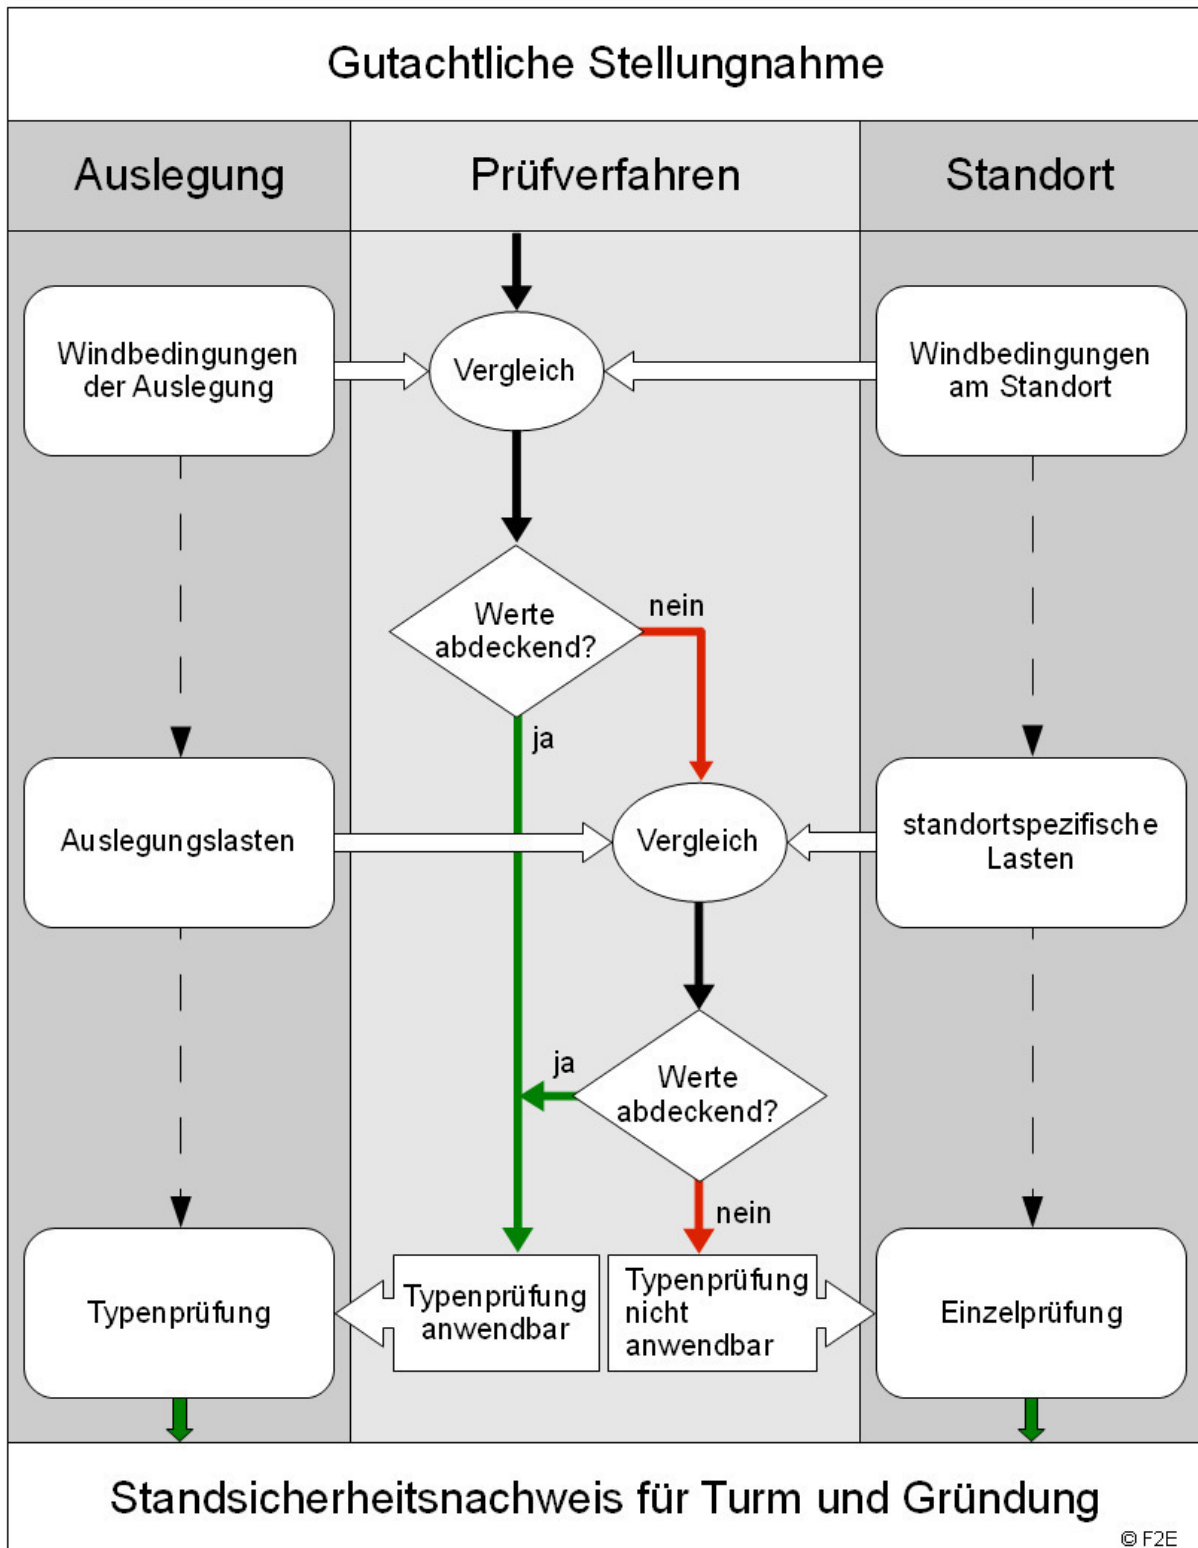 Gutachtliche Stellungnahme
Auslegung
Prüfverfahren
Standort
Windbedingungen
der Auslegung
Vergleich
Windbedingungen
am Standort
Werte
abdeckend?
nein
ja
Auslegungslasten
Vergleich
standortspezifische
Lasten
ja
Werte
abdeckend?
nein
Typenprüfung
Typenprüfung
anwendbar
Typenprüfung
nicht
anwendbar
Einzelprüfung
Standsicherheitsnachweis für Turm und Gründung
© F2E